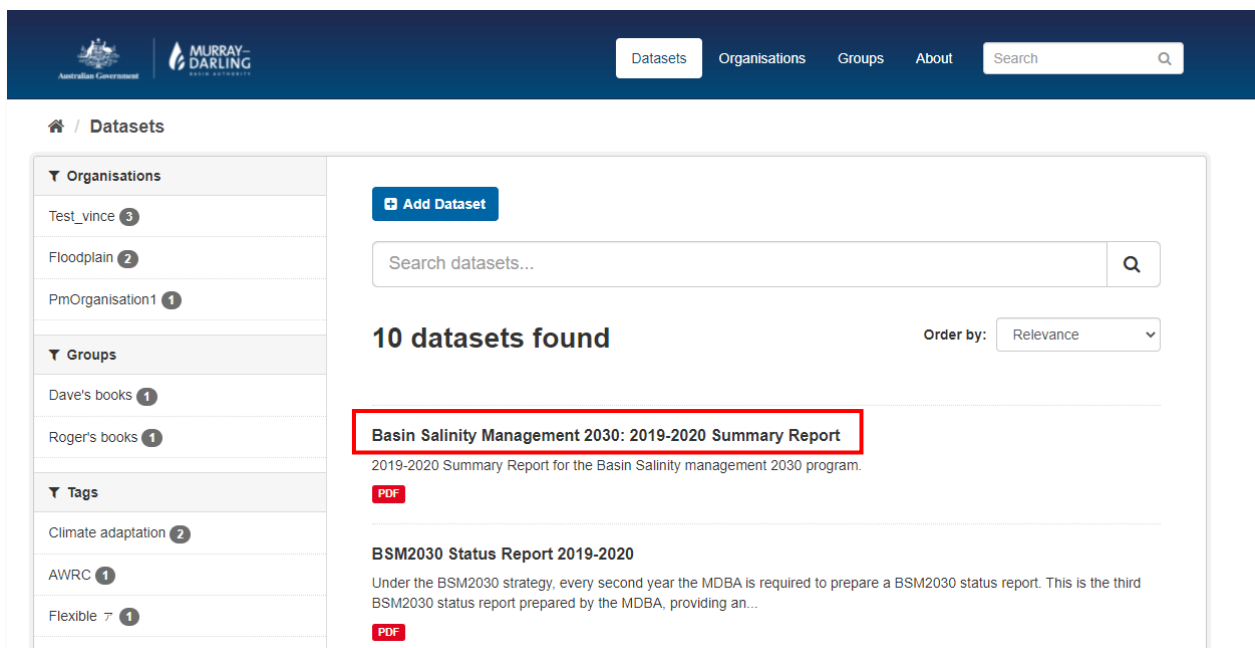 Australian Government
MURRAY–
DARLING
BASIN AUTHORITY
Datasets
Organisations
Groups
About
Search
/ Datasets
Organisations
Test_vince 3
Floodplain 2
PmOrganisation1 1
Groups
Dave's books 1
Roger's books 1
Tags
Climate adaptation 2
AWRC 1
Flexible ア 1
Add Dataset
Search datasets...
10 datasets found
Order by: Relevance
Basin Salinity Management 2030: 2019-2020 Summary Report
2019-2020 Summary Report for the Basin Salinity management 2030 program.
PDF
BSM2030 Status Report 2019-2020
Under the BSM2030 strategy, every second year the MDBA is required to prepare a BSM2030 status report. This is the third
BSM2030 status report prepared by the MDBA, providing an...
PDF